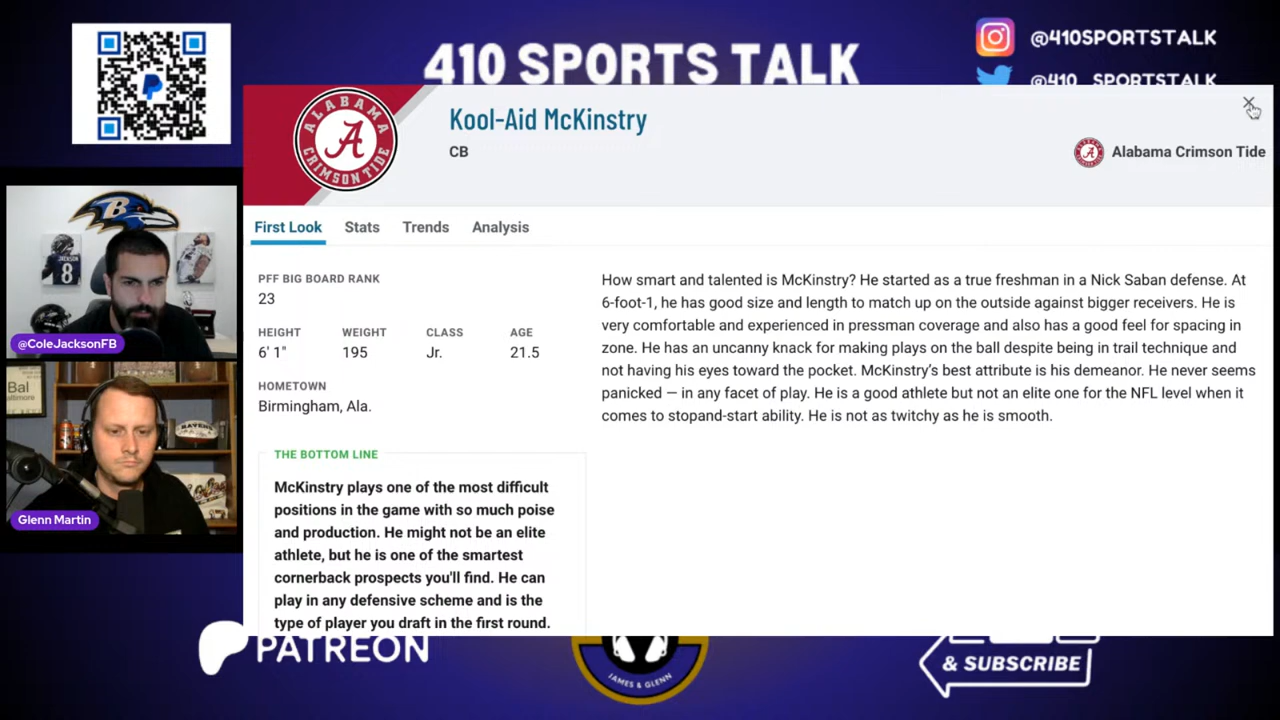 410 SPORTS TALK
@410SPORTSTALK
@410_SPORTSTALK
ALABAMA
CRIMSON TIDE
Kool-Aid McKinstry
CB
Alabama Crimson Tide
First Look
Stats
Trends
Analysis
PFF BIG BOARD RANK
23
HEIGHT WEIGHT CLASS AGE
6' 1" 195 Jr. 21.5
HOMETOWN
Birmingham, Ala.
THE BOTTOM LINE
McKinstry plays one of the most difficult
positions in the game with so much poise
and production. He might not be an elite
athlete, but he is one of the smartest
cornerback prospects you'll find. He can
play in any defensive scheme and is the
type of player you draft in the first round.
How smart and talented is McKinstry? He started as a true freshman in a Nick Saban defense. At
6-foot-1, he has good size and length to match up on the outside against bigger receivers. He is
very comfortable and experienced in pressman coverage and also has a good feel for spacing in
zone. He has an uncanny knack for making plays on the ball despite being in trail technique and
not having his eyes toward the pocket. McKinstry's best attribute is his demeanor. He never seems
panicked — in any facet of play. He is a good athlete but not an elite one for the NFL level when it
comes to stopand-start ability. He is not as twitchy as he is smooth.
B
JACKSON
8
@ColeJacksonFB
Bal
altimore
RAVENS
Glenn Martin
PATREON
JAMES & GLENN
& SUBSCRIBE